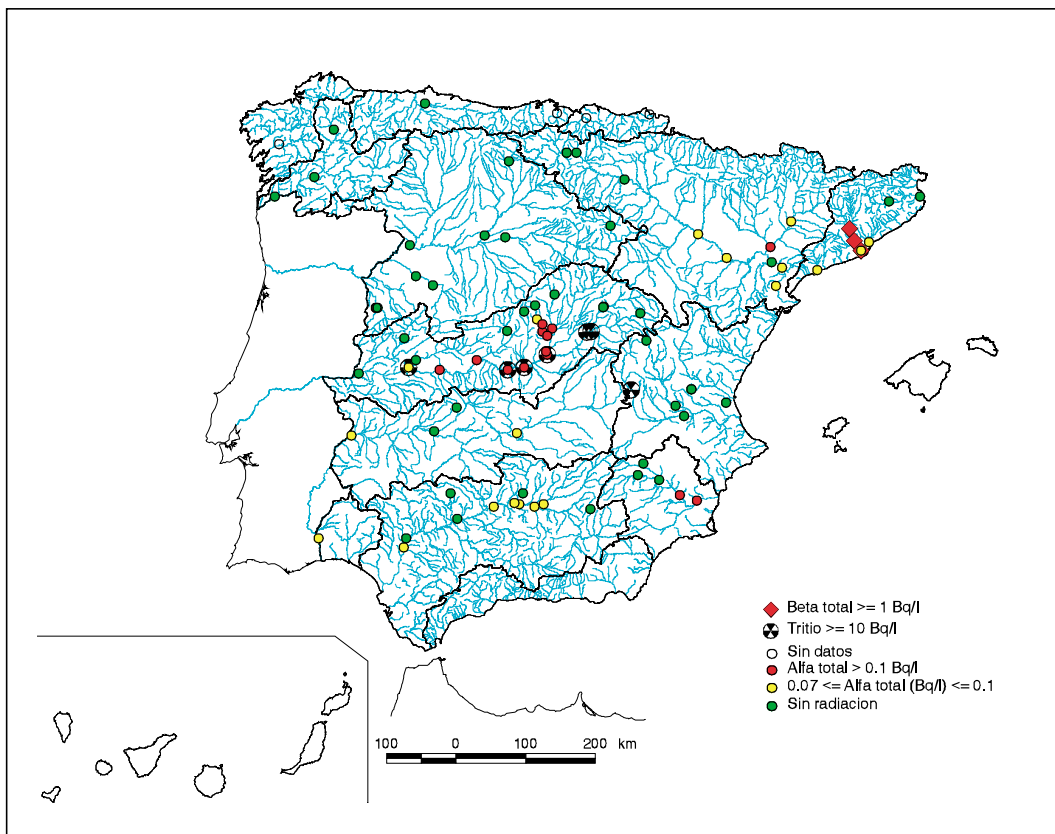 Beta total >= 1 Bq/l
Tritio >= 10 Bq/l
Sin datos
Alfa total > 0.1 Bq/l
0.07 <= Alfa total (Bq/l) <= 0.1
Sin radiacion
100 0 100 200 km